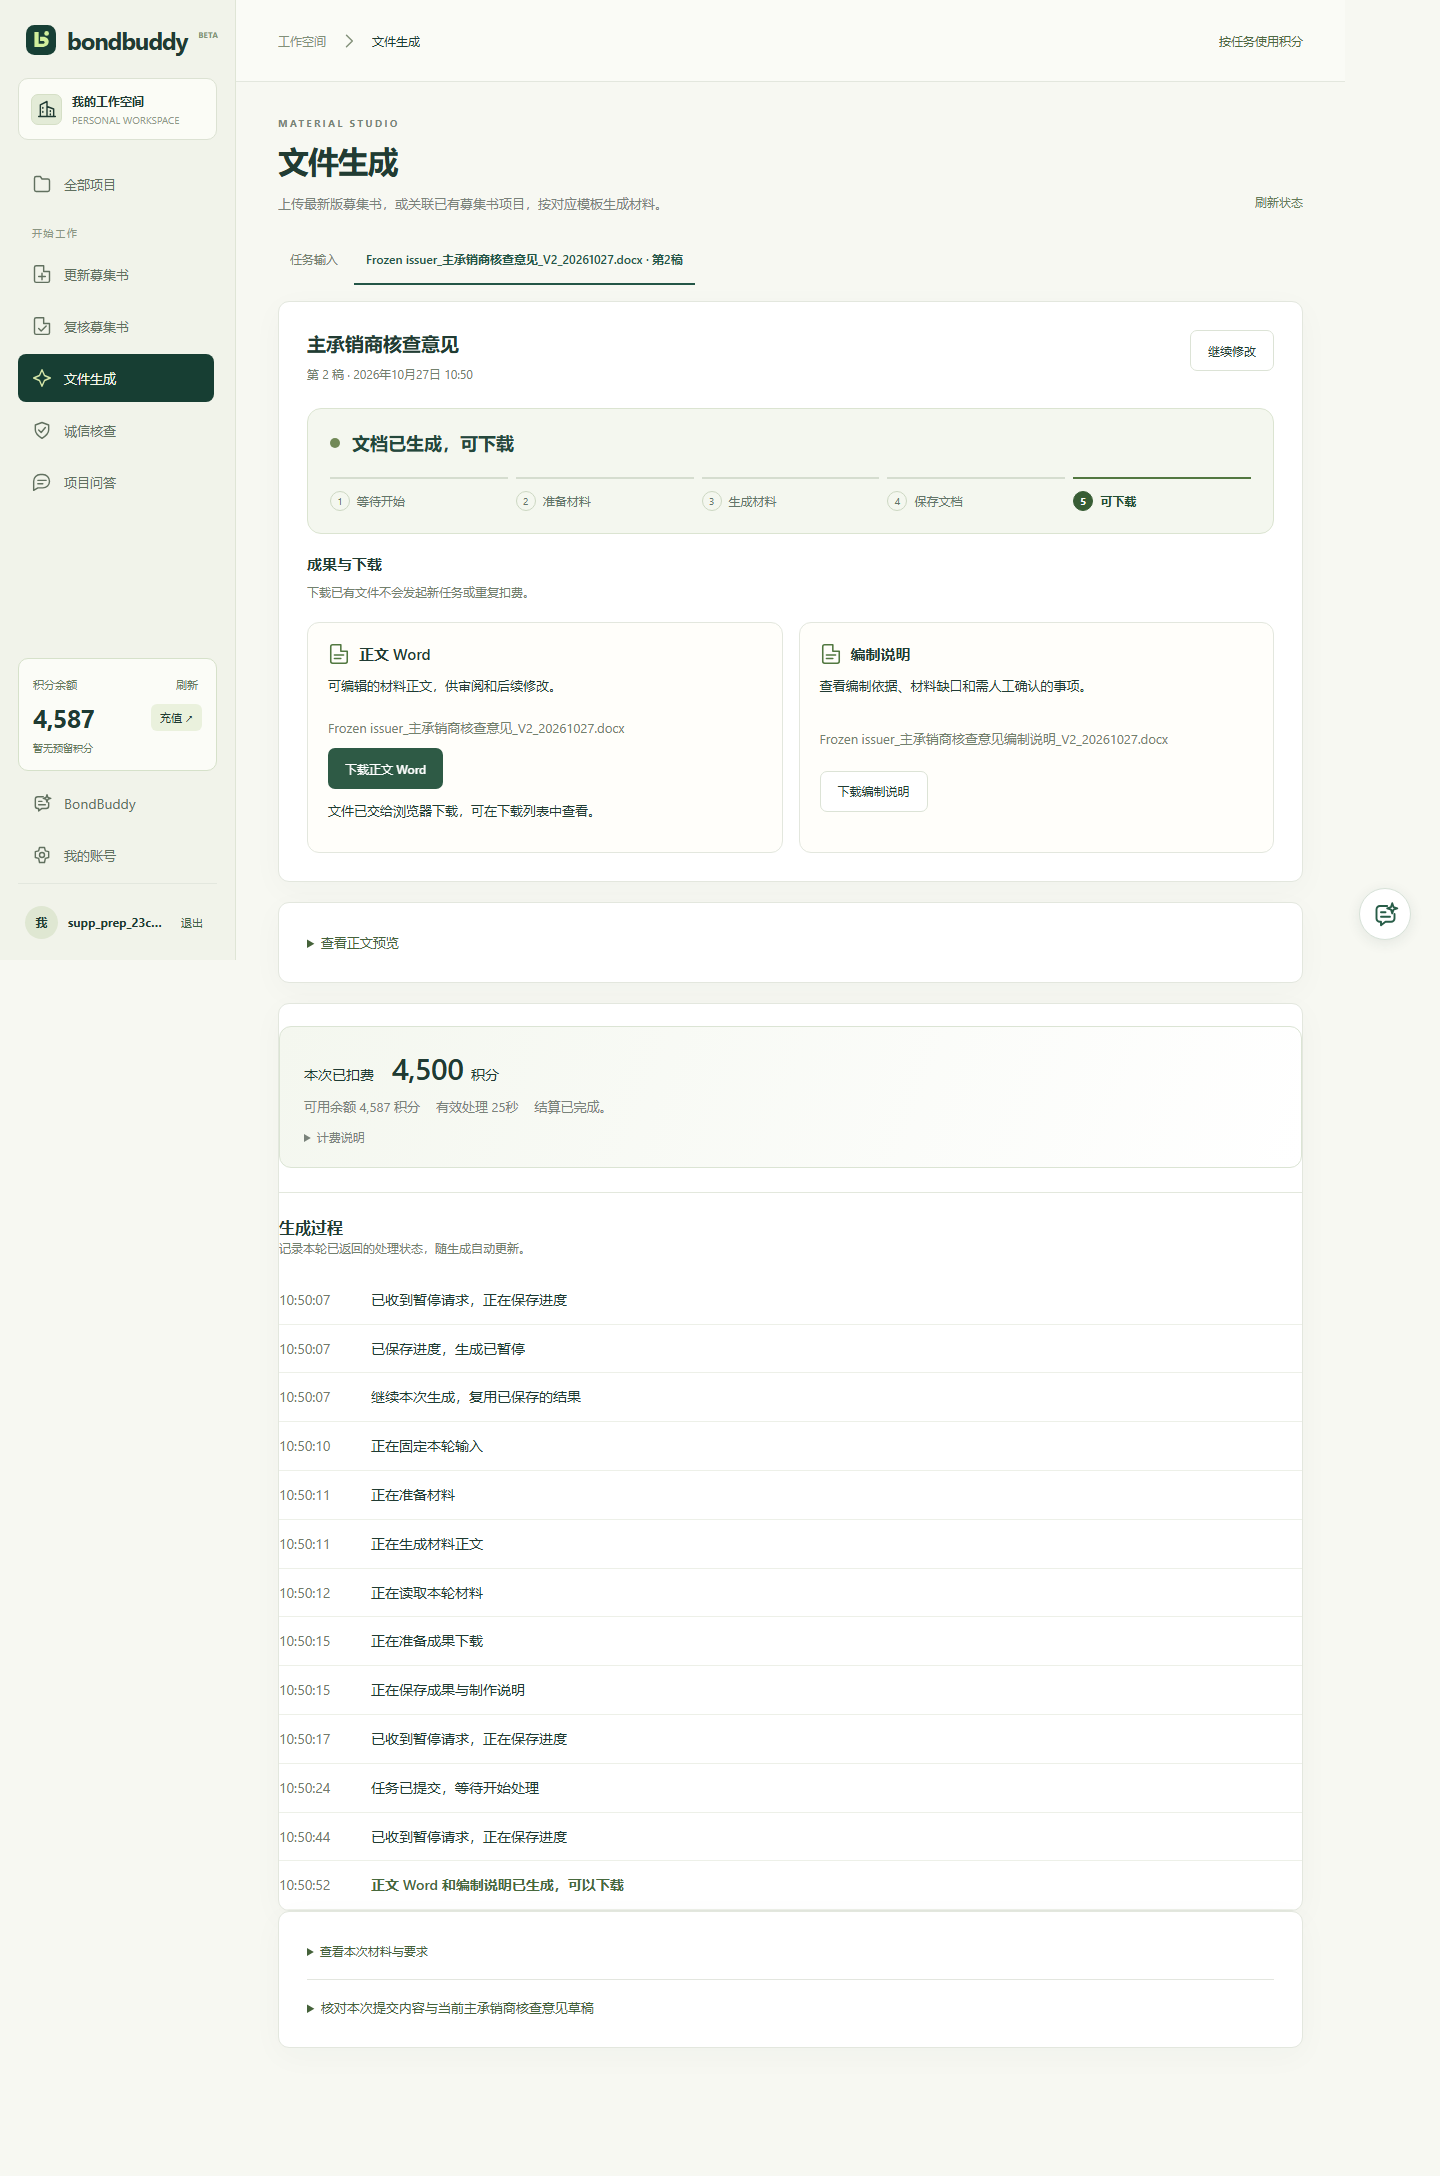 bondbuddy BETA
我的工作空间
PERSONAL WORKSPACE
全部项目
开始工作
更新募集书
复核募集书
文件生成
诚信核查
项目问答
积分余额 刷新
4,587 充值 ↗
暂无预留积分
BondBuddy
我的账号
我 supp_prep_23c... 退出
工作空间 文件生成 按任务使用积分
MATERIAL STUDIO
文件生成
上传最新版募集书，或关联已有募集书项目，按对应模板生成材料。 刷新状态
任务输入 Frozen issuer_主承销商核查意见_V2_20261027.docx · 第2稿
主承销商核查意见 继续修改
第 2 稿 · 2026年10月27日 10:50
文档已生成，可下载
1 等待开始 2 准备材料 3 生成材料 4 保存文档 5 可下载
成果与下载
下载已有文件不会发起新任务或重复扣费。
正文 Word
可编辑的材料正文，供审阅和后续修改。
Frozen issuer_主承销商核查意见_V2_20261027.docx
下载正文 Word
文件已交给浏览器下载，可在下载列表中查看。
编制说明
查看编制依据、材料缺口和需人工确认的事项。
Frozen issuer_主承销商核查意见编制说明_V2_20261027.docx
下载编制说明
查看正文预览
本次已扣费 4,500 积分
可用余额 4,587 积分 有效处理 25秒 结算已完成。
计费说明
生成过程
记录本轮已返回的处理状态，随生成自动更新。
10:50:07 已收到暂停请求，正在保存进度
10:50:07 已保存进度，生成已暂停
10:50:07 继续本次生成，复用已保存的结果
10:50:10 正在固定本轮输入
10:50:11 正在准备材料
10:50:11 正在生成材料正文
10:50:12 正在读取本轮材料
10:50:15 正在准备成果下载
10:50:15 正在保存成果与制作说明
10:50:17 已收到暂停请求，正在保存进度
10:50:24 任务已提交，等待开始处理
10:50:44 已收到暂停请求，正在保存进度
10:50:52 正文 Word 和编制说明已生成，可以下载
查看本次材料与要求
核对本次提交内容与当前主承销商核查意见草稿